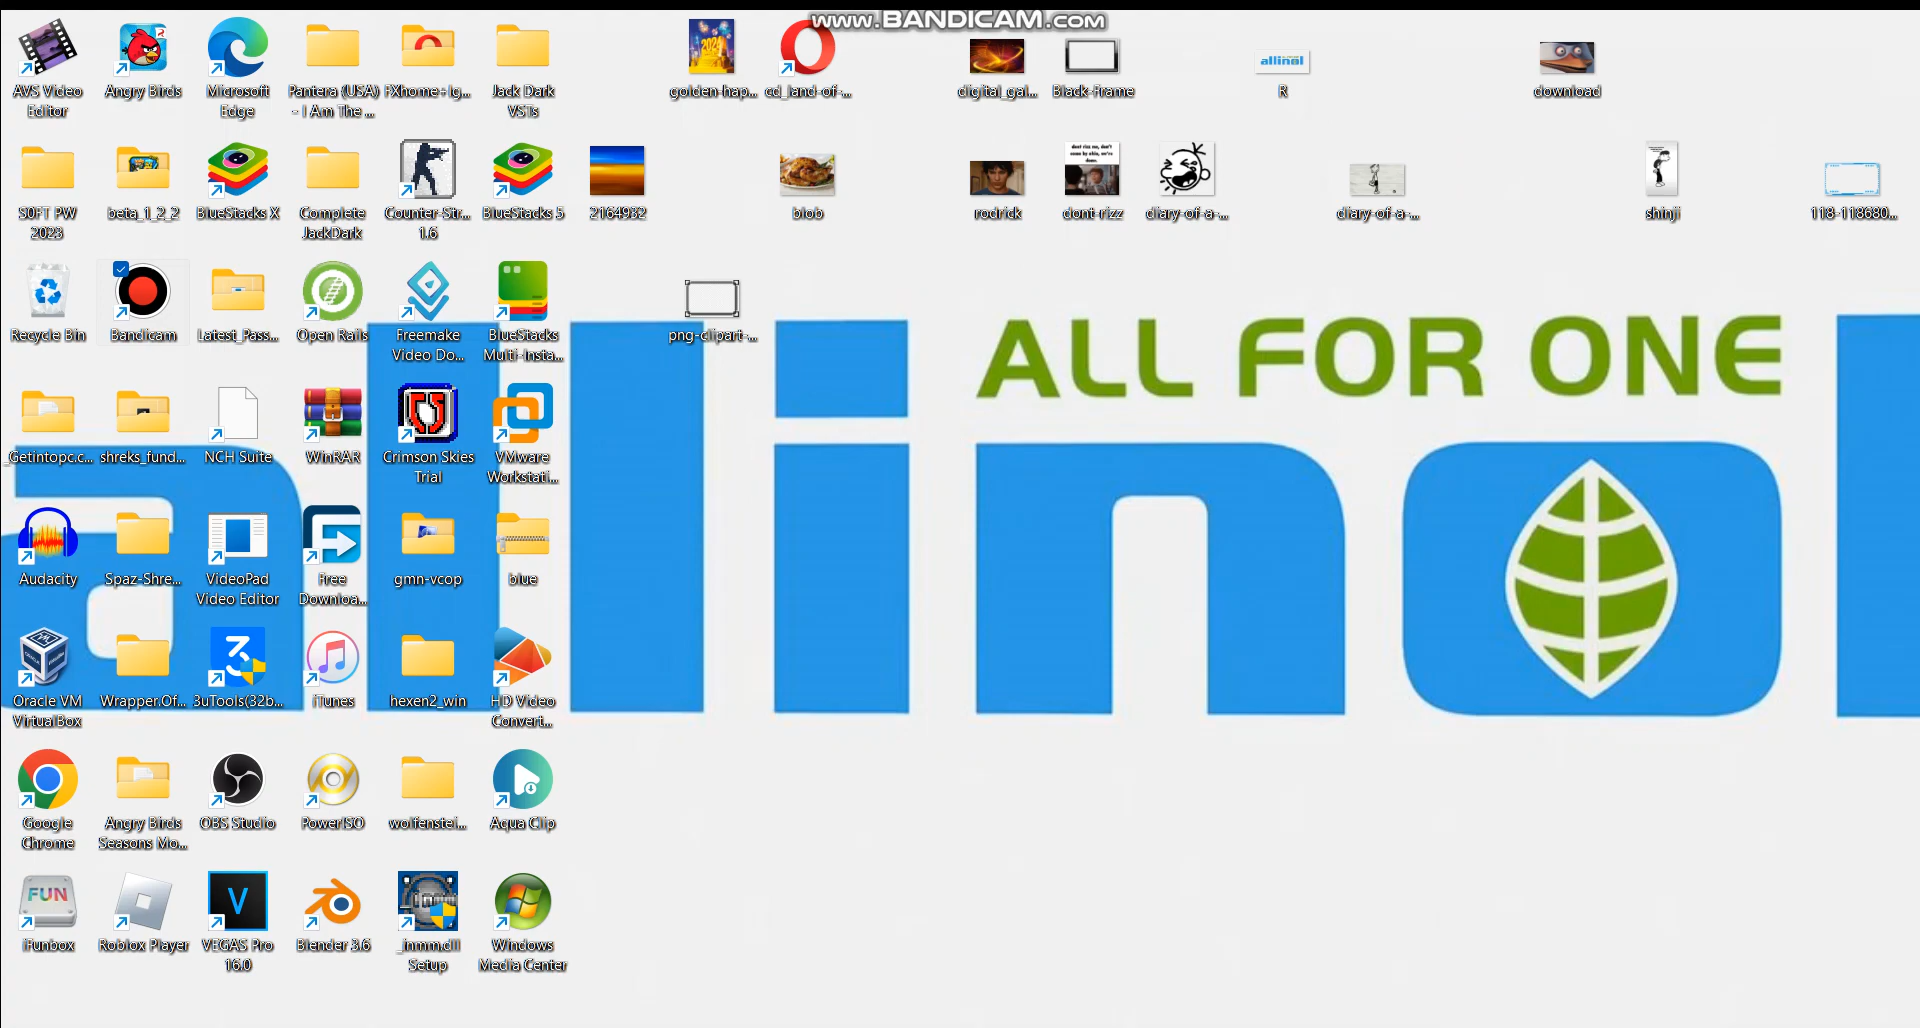 www.BANDICAM.com
AVS Video
Editor
Angry Birds
Microsoft
Edge
Pantera (USA)
- I Am The ...
FXhome+Ig...
Jack Dark
VSTs
golden-hap...
cd_land-of-...
digital_gal...
Black-Frame
allinol
R
download
S0FT PW
2023
beta_1_2_2
BlueStacks X
Complete
JackDark
Counter-Str...
1.6
BlueStacks 5
2164932
blob
rodrick
dont-rizz
diary-of-a-...
diary-of-a-...
shinji
118-118680...
Recycle Bin
Bandicam
Latest_Pass...
Open Rails
Freemake
Video Do...
BlueStacks
Multi-Insta...
png-clipart-...
ALL FOR ONE
allinol
_Getintopc.c...
shreks_fund...
NCH Suite
WinRAR
Crimson Skies
Trial
VMware
Workstati...
Audacity
Spaz-Shre...
VideoPad
Video Editor
Free
Downloa...
gmn-vcop
blue
Oracle VM
VirtualBox
Wrapper.Of...
3uTools(32b...
iTunes
hexen2_win
HD Video
Convert...
Google
Chrome
Angry Birds
Seasons Mo...
OBS Studio
PowerISO
wolfenstei...
Aqua Clip
FUN
iFunbox
Roblox Player
VEGAS Pro
16.0
Blender 3.6
_inmm.dll
Setup
Windows
Media Center